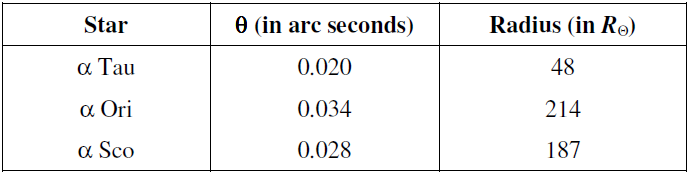 Star θ (in arc seconds) Radius (in R⊙)
α Tau 0.020 48
α Ori 0.034 214
α Sco 0.028 187